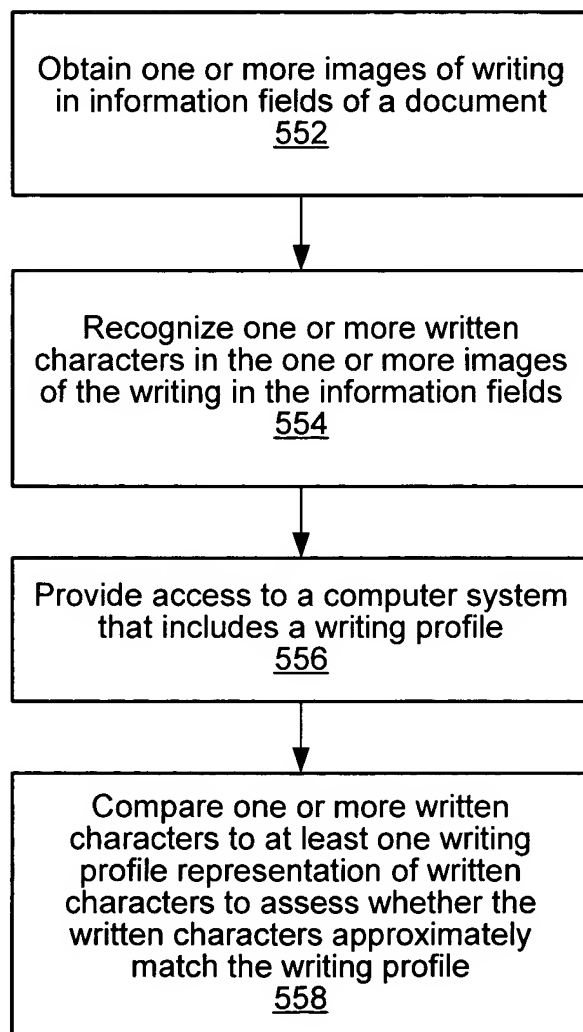 Obtain one or more images of writing
in information fields of a document
552
Recognize one or more written
characters in the one or more images
of the writing in the information fields
554
Provide access to a computer system
that includes a writing profile
556
Compare one or more written
characters to at least one writing
profile representation of written
characters to assess whether the
written characters approximately
match the writing profile
558